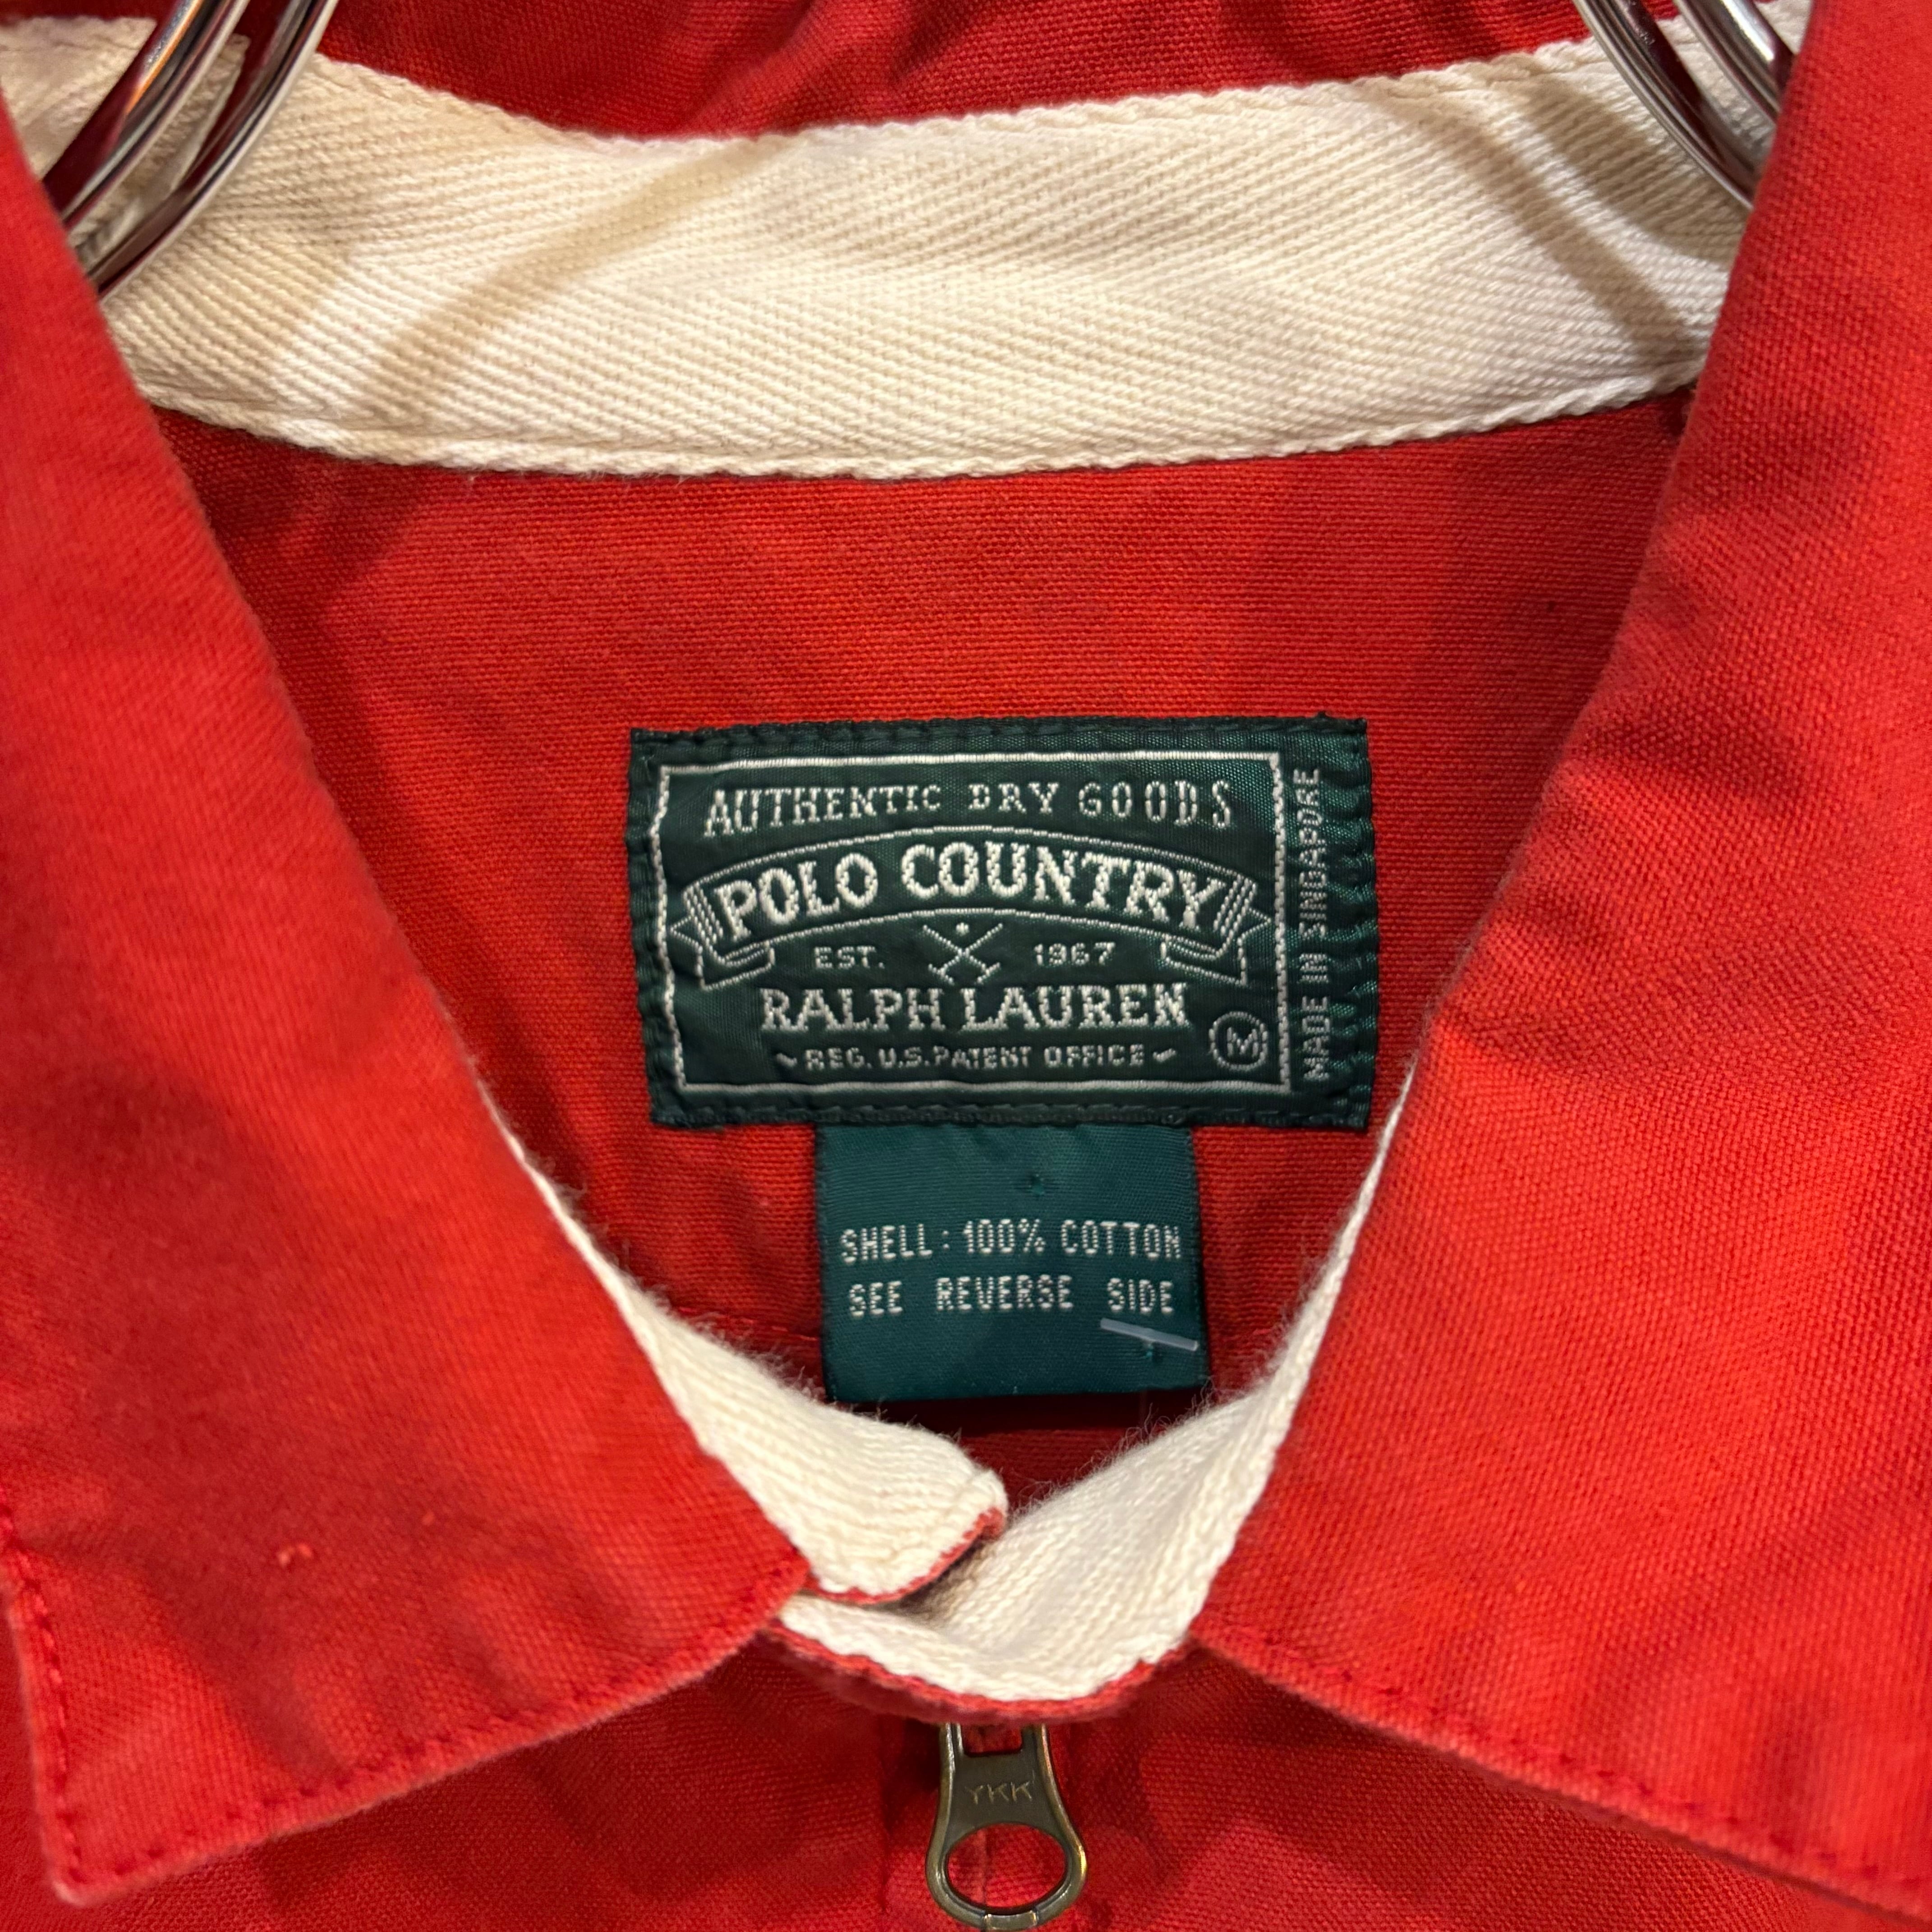 AUTHENTIC DRY GOODS
POLO COUNTRY
EST. 1967
RALPH LAUREN
REG. U.S. PATENT OFFICE
M
MADE IN SINGAPORE
SHELL: 100% COTTON
SEE REVERSE SIDE
YKK